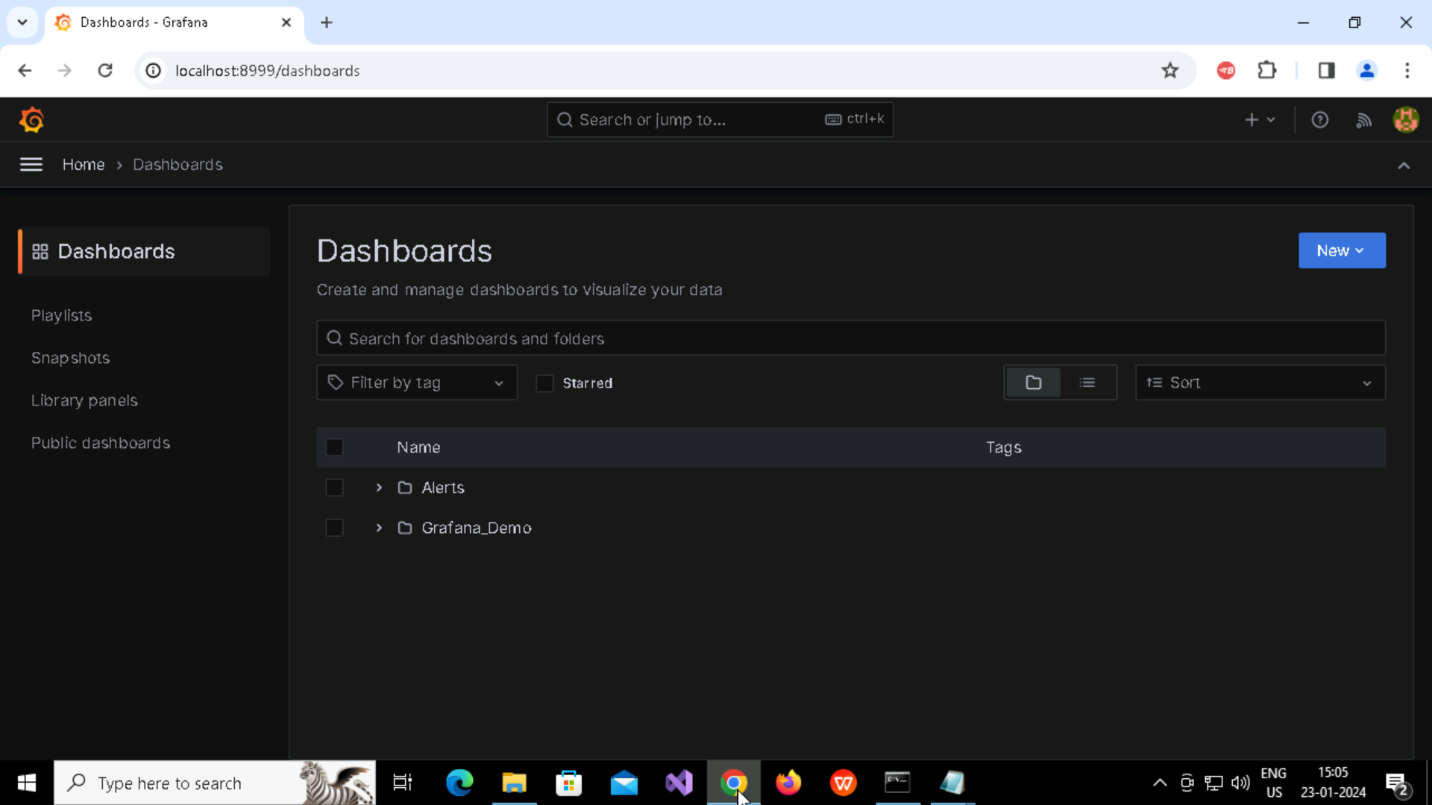 Dashboards - Grafana
localhost:8999/dashboards
Search or jump to...
ctrl+k
Home › Dashboards
Dashboards
Playlists
Snapshots
Library panels
Public dashboards
Dashboards
New
Create and manage dashboards to visualize your data
Search for dashboards and folders
Filter by tag
Starred
Sort
Name Tags
Alerts
Grafana_Demo
Type here to search
ENG
US
15:05
23-01-2024
2